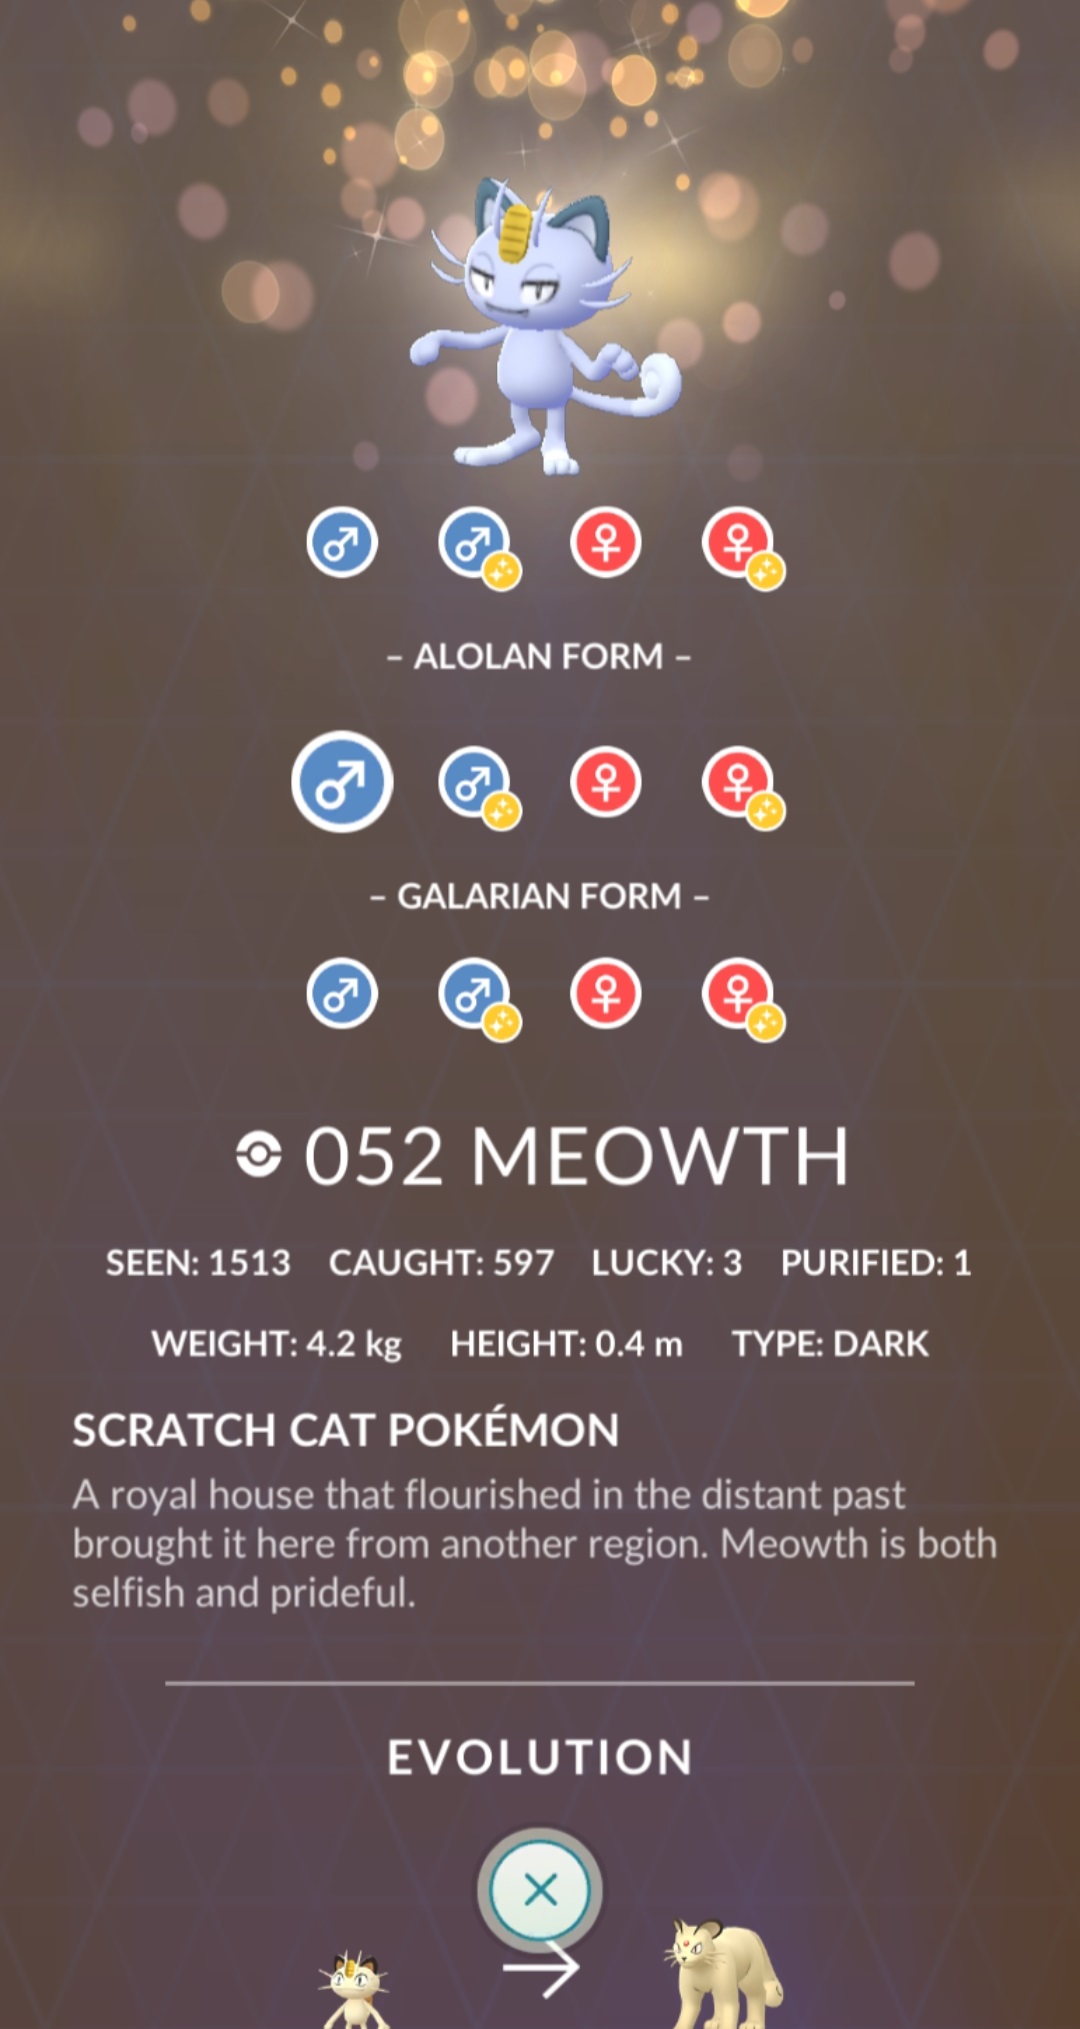 – ALOLAN FORM –
– GALARIAN FORM –
052 MEOWTH
SEEN: 1513 CAUGHT: 597 LUCKY: 3 PURIFIED: 1
WEIGHT: 4.2 kg HEIGHT: 0.4 m TYPE: DARK
SCRATCH CAT POKÉMON
A royal house that flourished in the distant past
brought it here from another region. Meowth is both
selfish and prideful.
EVOLUTION